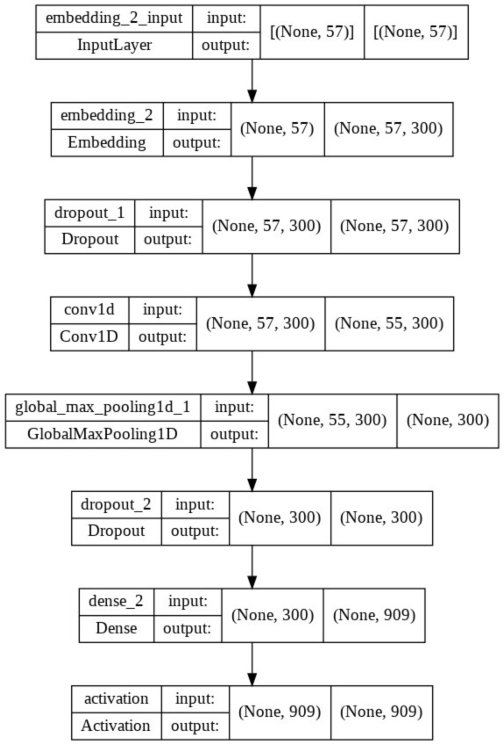 embedding_2_input input: [(None, 57)] [(None, 57)]
InputLayer output:
embedding_2 input: (None, 57) (None, 57, 300)
Embedding output:
dropout_1 input: (None, 57, 300) (None, 57, 300)
Dropout output:
conv1d input: (None, 57, 300) (None, 55, 300)
Conv1D output:
global_max_pooling1d_1 input: (None, 55, 300) (None, 300)
GlobalMaxPooling1D output:
dropout_2 input: (None, 300) (None, 300)
Dropout output:
dense_2 input: (None, 300) (None, 909)
Dense output:
activation input: (None, 909) (None, 909)
Activation output: